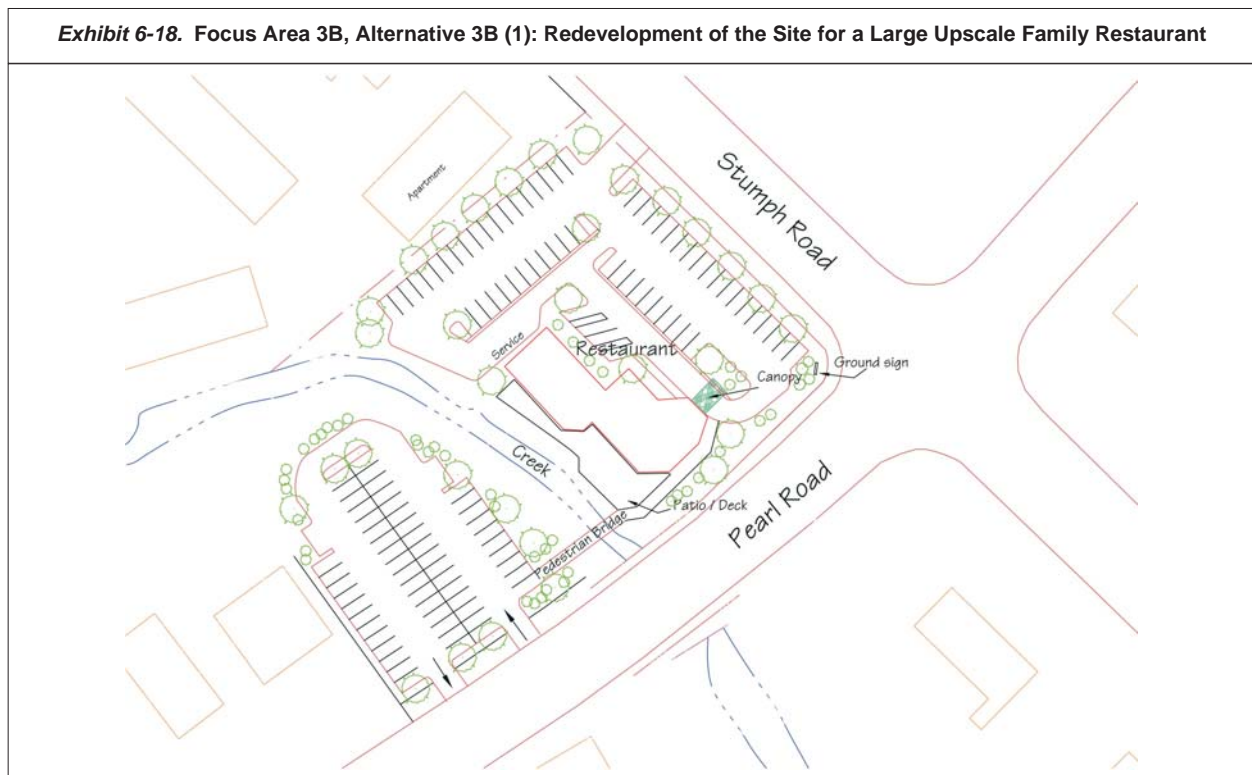 Exhibit 6-18. Focus Area 3B, Alternative 3B (1): Redevelopment of the Site for a Large Upscale Family Restaurant
Stumph Road
Apartment
Service
Restaurant
Canopy
Ground sign
Creek
Patio / Deck
Pedestrian Bridge
Pearl Road